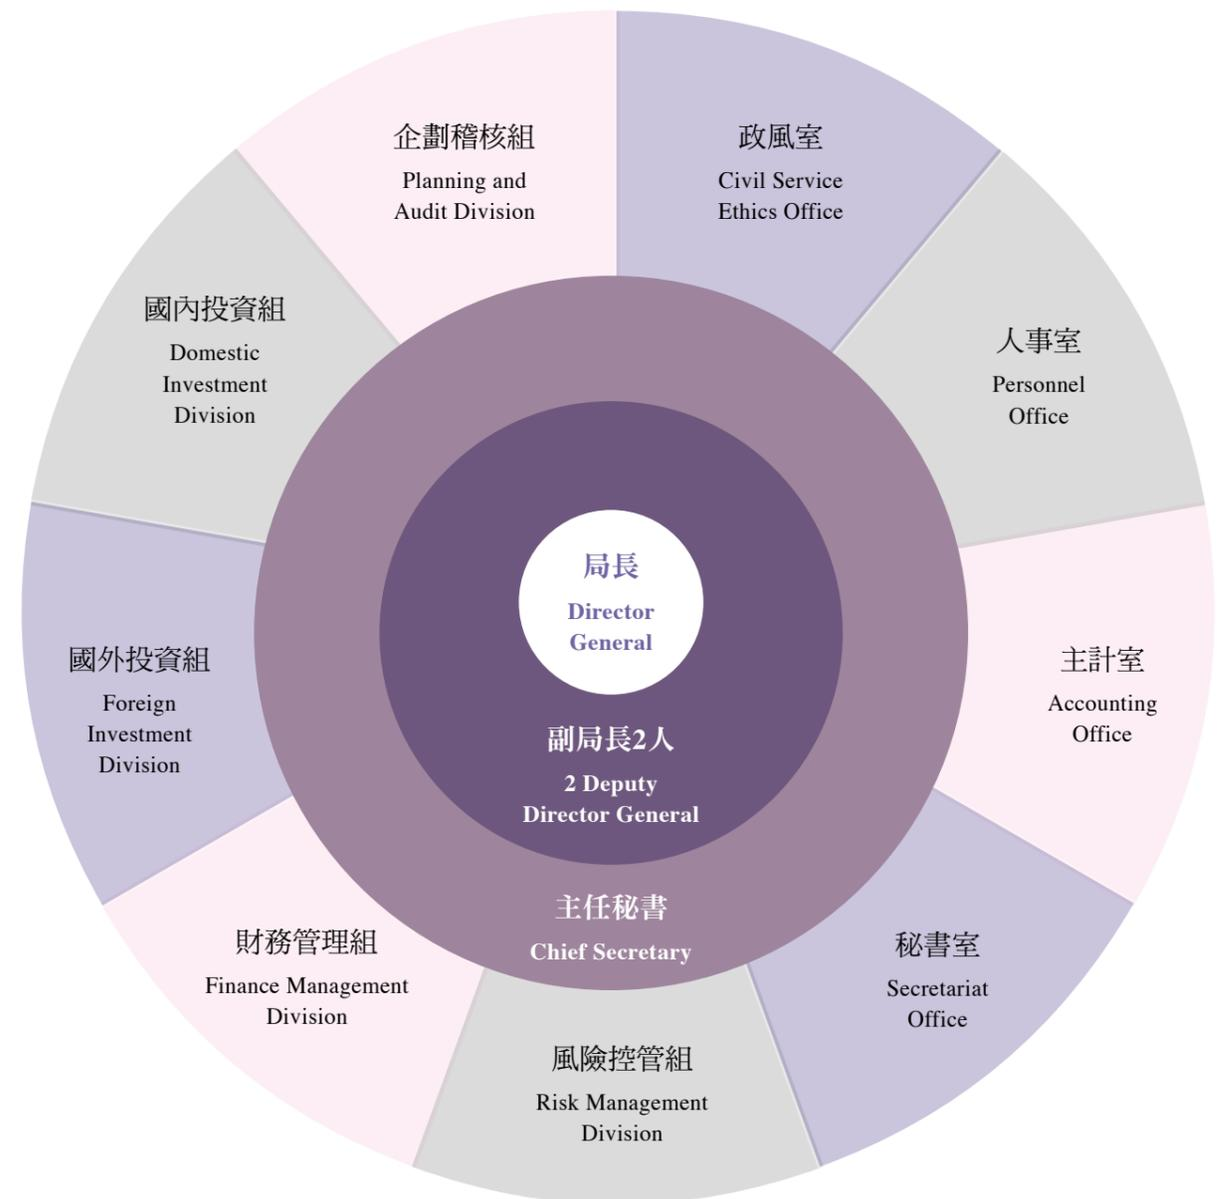 企劃稽核組
Planning and
Audit Division
政風室
Civil Service
Ethics Office
國內投資組
Domestic
Investment
Division
人事室
Personnel
Office
局長
Director
General
國外投資組
Foreign
Investment
Division
主計室
Accounting
Office
副局長2人
2 Deputy
Director General
主任秘書
Chief Secretary
財務管理組
Finance Management
Division
秘書室
Secretariat
Office
風險控管組
Risk Management
Division